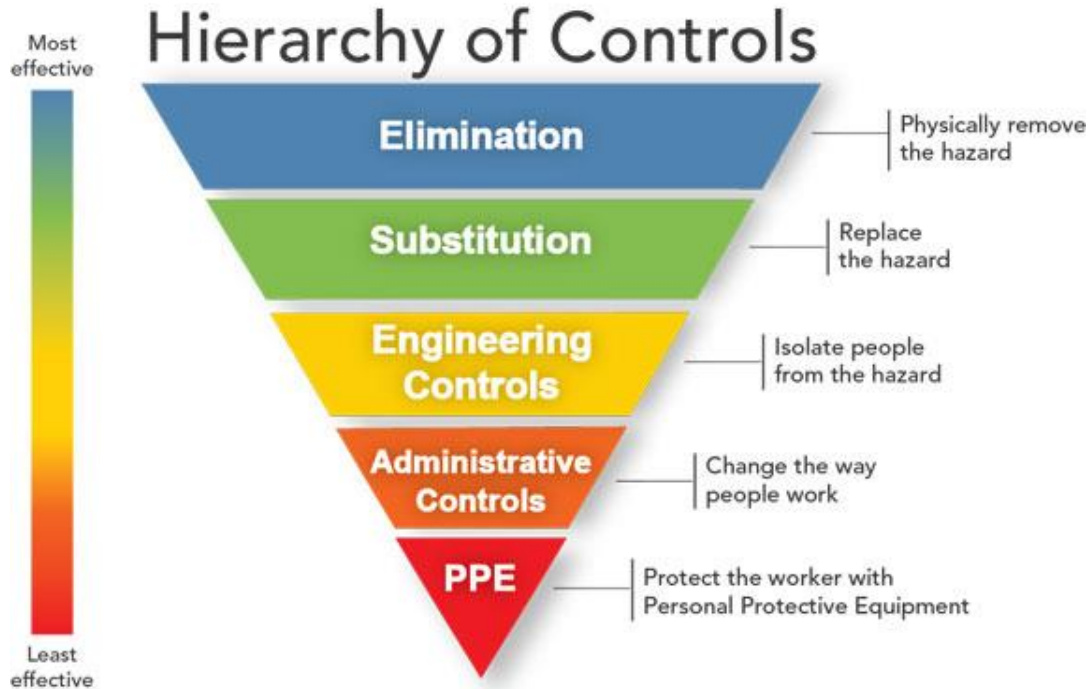 Hierarchy of Controls
Most
effective
Elimination
Physically remove
the hazard
Substitution
Replace
the hazard
Engineering
Controls
Isolate people
from the hazard
Administrative
Controls
Change the way
people work
PPE
Protect the worker with
Personal Protective Equipment
Least
effective